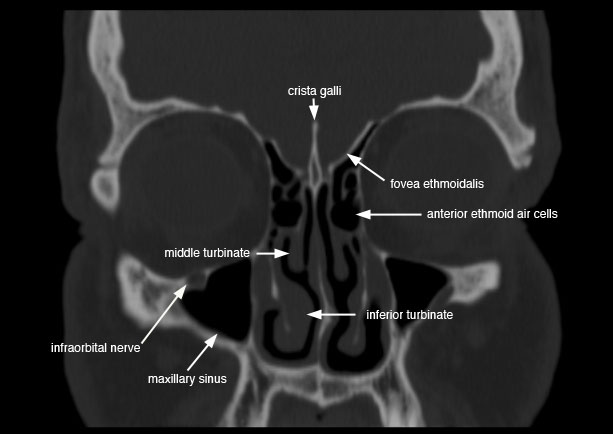 crista galli
fovea ethmoidalis
anterior ethmoid air cells
middle turbinate
inferior turbinate
infraorbital nerve
maxillary sinus